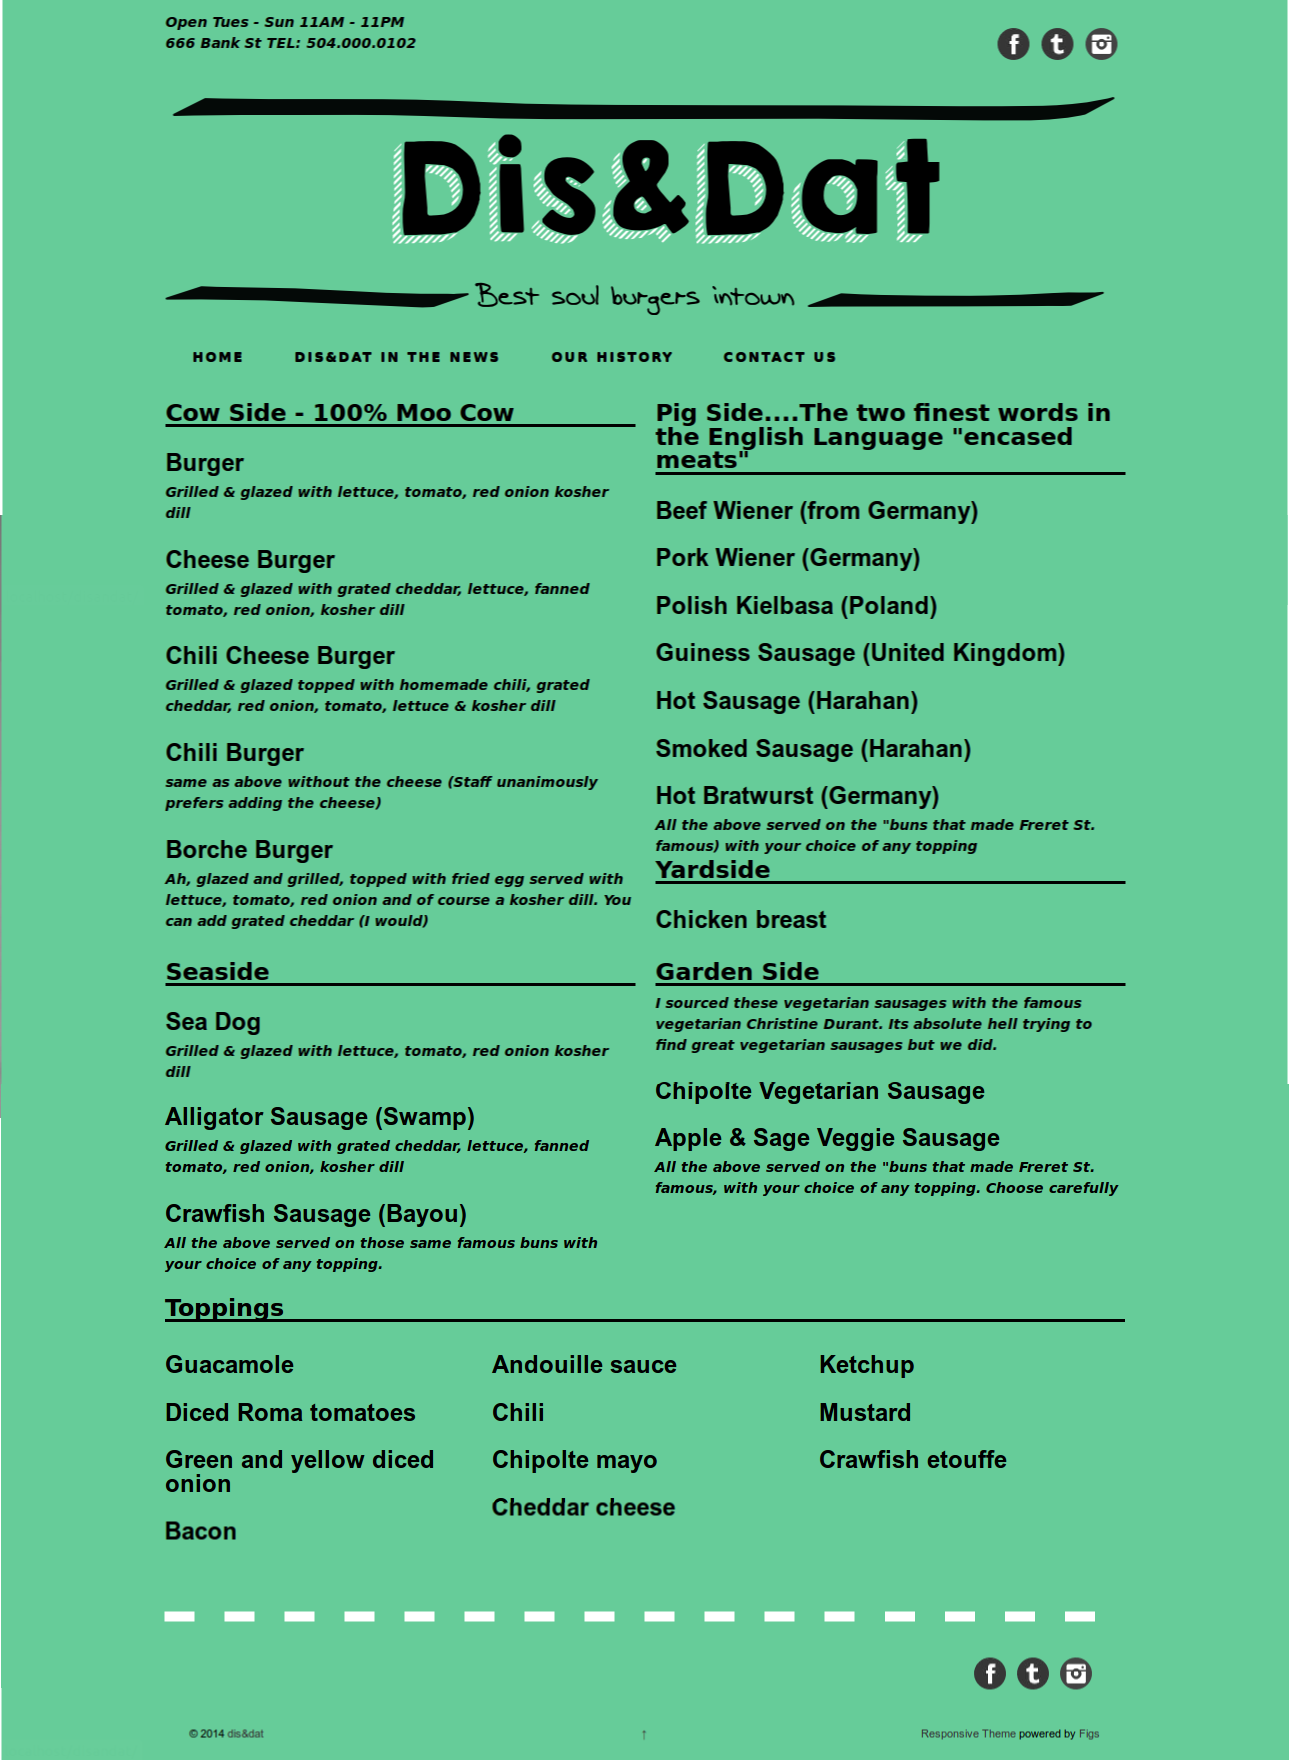 Open Tues - Sun 11AM - 11PM
666 Bank St TEL: 504.000.0102
Dis&Dat
Best soul burgers intown
HOME DIS&DAT IN THE NEWS OUR HISTORY CONTACT US
Cow Side - 100% Moo Cow
Burger
Grilled & glazed with lettuce, tomato, red onion kosher
dill
Cheese Burger
Grilled & glazed with grated cheddar, lettuce, fanned
tomato, red onion, kosher dill
Chili Cheese Burger
Grilled & glazed topped with homemade chili, grated
cheddar, red onion, tomato, lettuce & kosher dill
Chili Burger
same as above without the cheese (Staff unanimously
prefers adding the cheese)
Borche Burger
Ah, glazed and grilled, topped with fried egg served with
lettuce, tomato, red onion and of course a kosher dill. You
can add grated cheddar (I would)
Pig Side....The two finest words in
the English Language "encased
meats"
Beef Wiener (from Germany)
Pork Wiener (Germany)
Polish Kielbasa (Poland)
Guiness Sausage (United Kingdom)
Hot Sausage (Harahan)
Smoked Sausage (Harahan)
Hot Bratwurst (Germany)
All the above served on the "buns that made Freret St.
famous) with your choice of any topping
Yardside
Chicken breast
Seaside
Sea Dog
Grilled & glazed with lettuce, tomato, red onion kosher
dill
Alligator Sausage (Swamp)
Grilled & glazed with grated cheddar, lettuce, fanned
tomato, red onion, kosher dill
Crawfish Sausage (Bayou)
All the above served on those same famous buns with
your choice of any topping.
Garden Side
I sourced these vegetarian sausages with the famous
vegetarian Christine Durant. Its absolute hell trying to
find great vegetarian sausages but we did.
Chipolte Vegetarian Sausage
Apple & Sage Veggie Sausage
All the above served on the "buns that made Freret St.
famous, with your choice of any topping. Choose carefully
Toppings
Guacamole
Diced Roma tomatoes
Green and yellow diced
onion
Bacon
Andouille sauce
Chili
Chipolte mayo
Cheddar cheese
Ketchup
Mustard
Crawfish etouffe
© 2014 dis&dat ↑ Responsive Theme powered by Figs